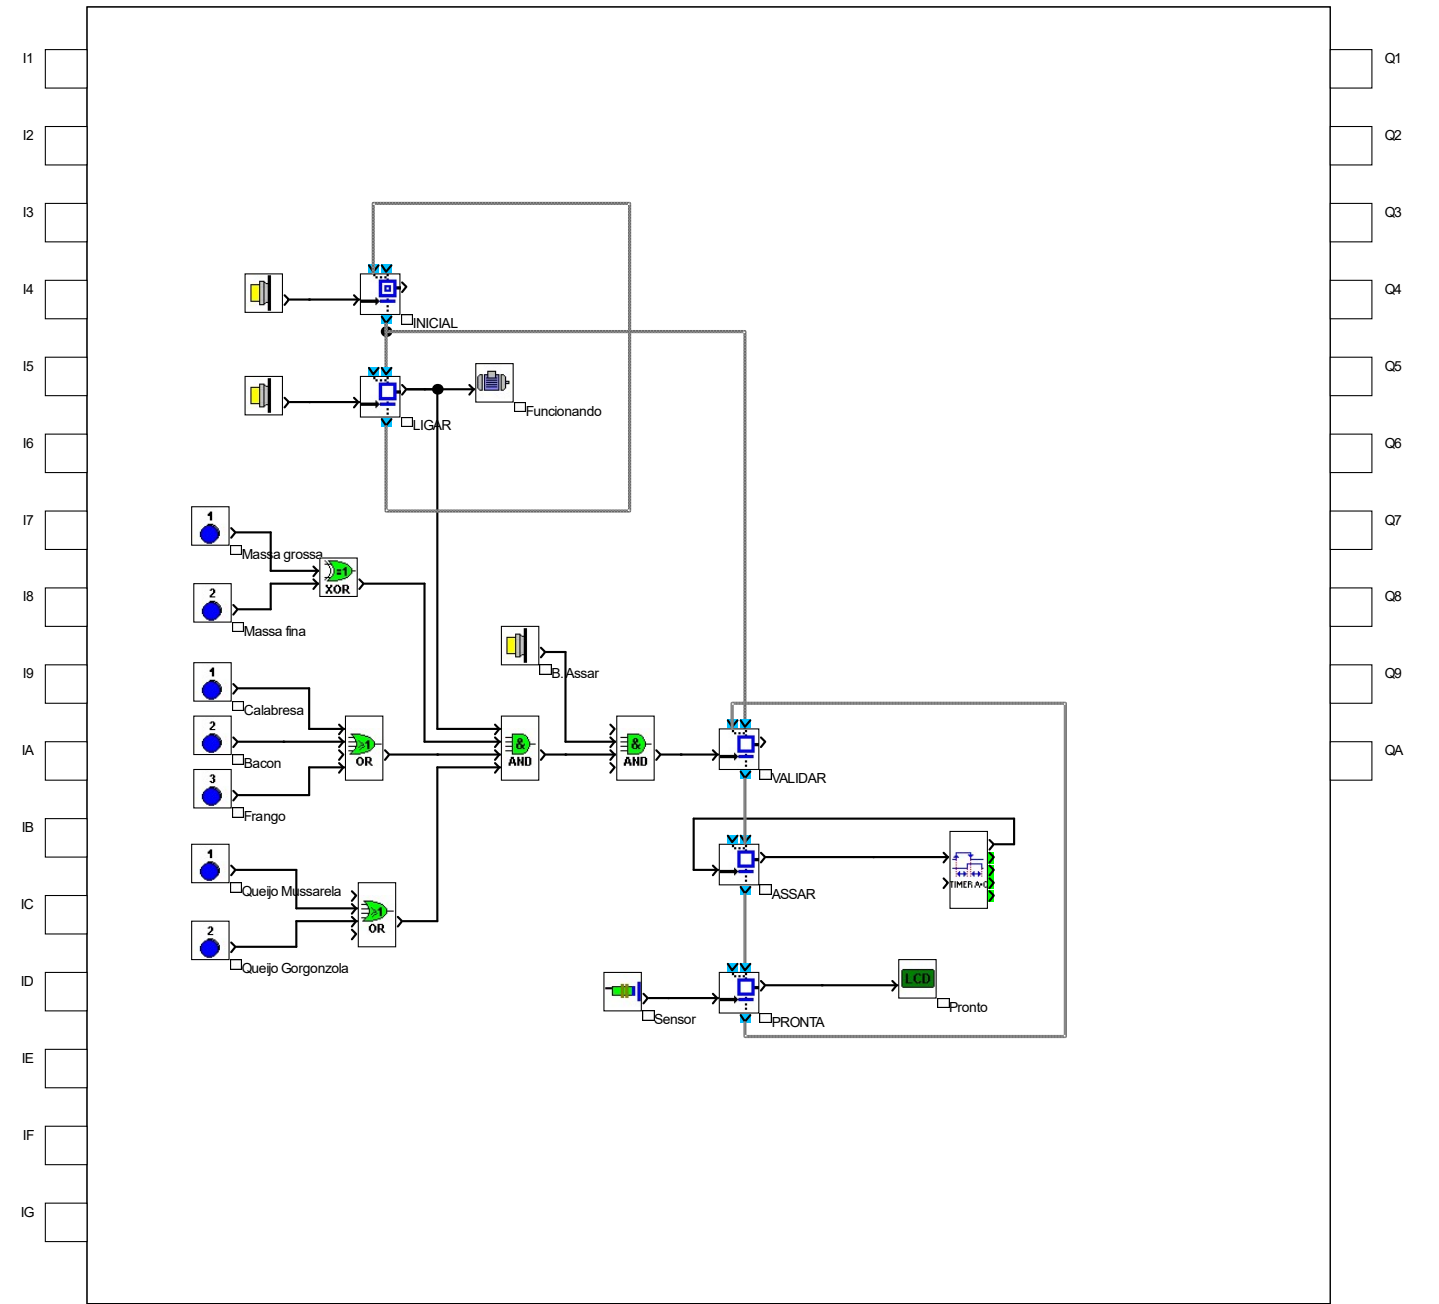 I1
Q1
I2
Q2
I3
Q3
I4
Q4
INICIAL
I5
Q5
Funcionando
LIGAR
I6
Q6
I7
Q7
1
Massa grossa
=1
XOR
I8
Q8
2
Massa fina
I9
Q9
B. Assar
1
Calabresa
2
Bacon
3
Frango
≥1
OR
&
AND
&
AND
IA
QA
VALIDAR
IB
ASSAR
TIMER A•C
1
Queijo Mussarela
2
Queijo Gorgonzola
≥1
OR
IC
ID
LCD
Pronto
Sensor
PRONTA
IE
IF
IG